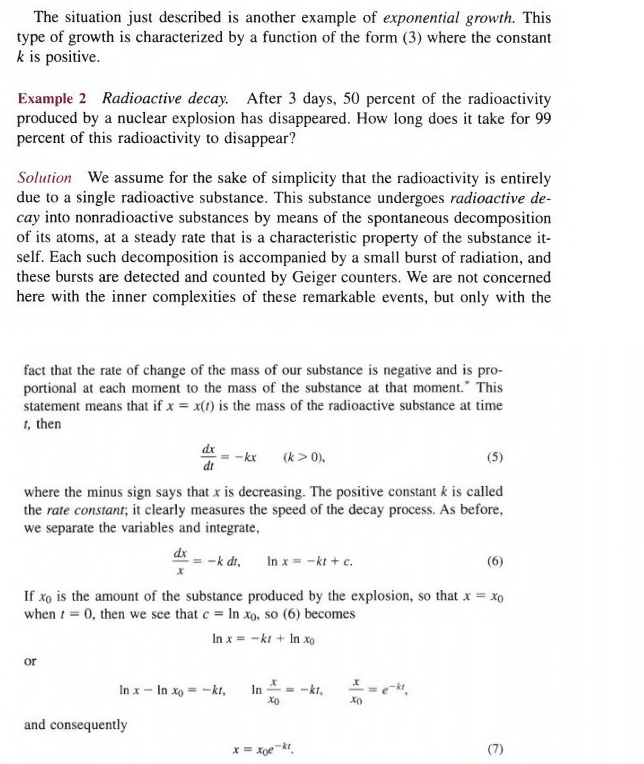 The situation just described is another example of exponential growth. This
type of growth is characterized by a function of the form (3) where the constant
k is positive.
Example 2 Radioactive decay. After 3 days, 50 percent of the radioactivity
produced by a nuclear explosion has disappeared. How long does it take for 99
percent of this radioactivity to disappear?
Solution We assume for the sake of simplicity that the radioactivity is entirely
due to a single radioactive substance. This substance undergoes radioactive de-
cay into nonradioactive substances by means of the spontaneous decomposition
of its atoms, at a steady rate that is a characteristic property of the substance it-
self. Each such decomposition is accompanied by a small burst of radiation, and
these bursts are detected and counted by Geiger counters. We are not concerned
here with the inner complexities of these remarkable events, but only with the
fact that the rate of change of the mass of our substance is negative and is pro-
portional at each moment to the mass of the substance at that moment.* This
statement means that if x = x(t) is the mass of the radioactive substance at time
t, then
dx/dt = -kx (k > 0), (5)
where the minus sign says that x is decreasing. The positive constant k is called
the rate constant; it clearly measures the speed of the decay process. As before,
we separate the variables and integrate,
dx/x = -k dt, ln x = -kt + c. (6)
If x₀ is the amount of the substance produced by the explosion, so that x = x₀
when t = 0, then we see that c = ln x₀, so (6) becomes
ln x = -kt + ln x₀
or
ln x - ln x₀ = -kt, ln x/x₀ = -kt, x/x₀ = e^(-kt),
and consequently
x = x₀e^(-kt). (7)